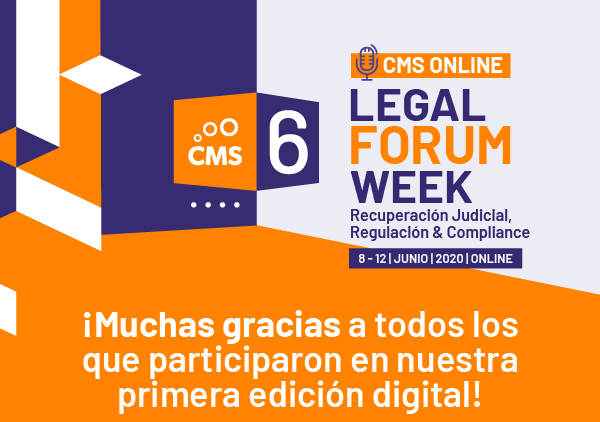 CMS
6
CMS ONLINE
LEGAL
FORUM
WEEK
Recuperación Judicial,
Regulación & Compliance
8 - 12 | JUNIO | 2020 | ONLINE
¡Muchas gracias a todos los
que participaron en nuestra
primera edición digital!